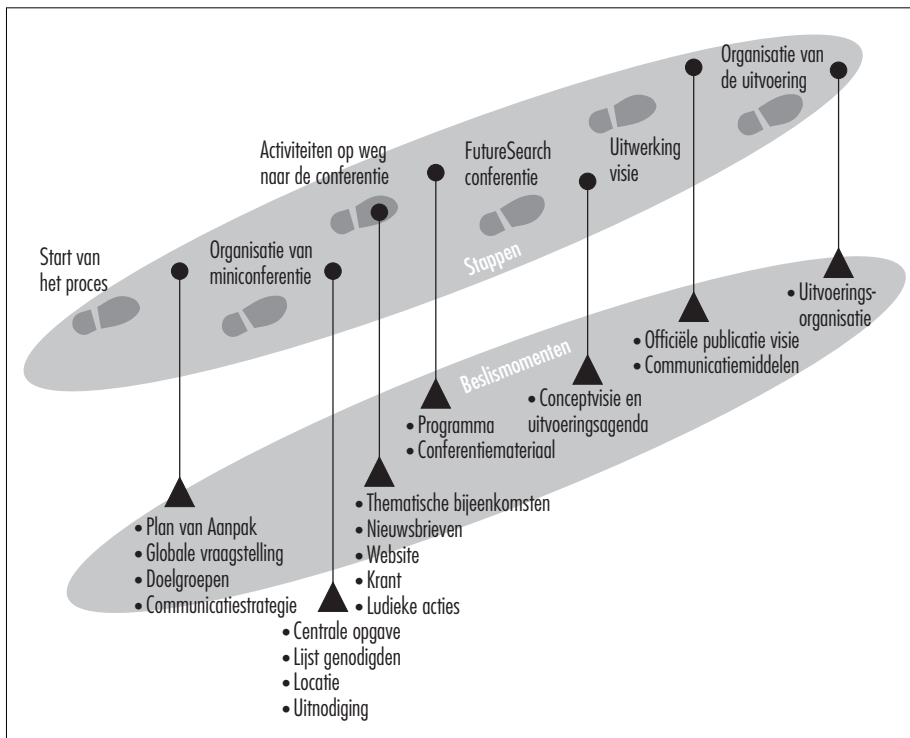 Start van
het proces
Organisatie van
miniconferentie
Activiteiten op weg
naar de conferentie
FutureSearch
conferentie
Uitwerking
visie
Organisatie van
de uitvoering
Stappen
Beslismomenten
• Plan van Aanpak
• Globale vraagstelling
• Doelgroepen
• Communicatiestrategie
• Centrale opgave
• Lijst genodigden
• Locatie
• Uitnodiging
• Thematische bijeenkomsten
• Nieuwsbrieven
• Website
• Krant
• Ludieke acties
• Programma
• Conferentiemateriaal
• Conceptvisie en
uitvoeringsagenda
• Officiële publicatie visie
• Communicatiemiddelen
• Uitvoerings-
organisatie